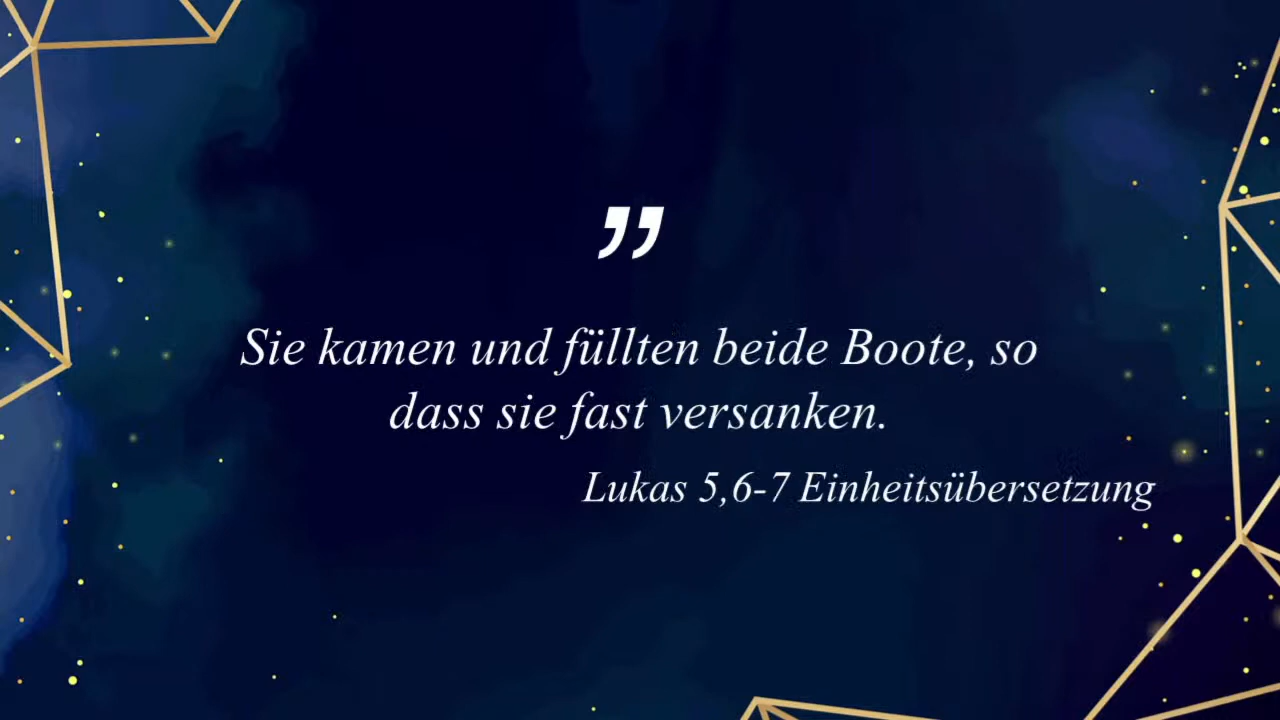 ”
Sie kamen und füllten beide Boote, so
dass sie fast versanken.
Lukas 5,6-7 Einheitsübersetzung